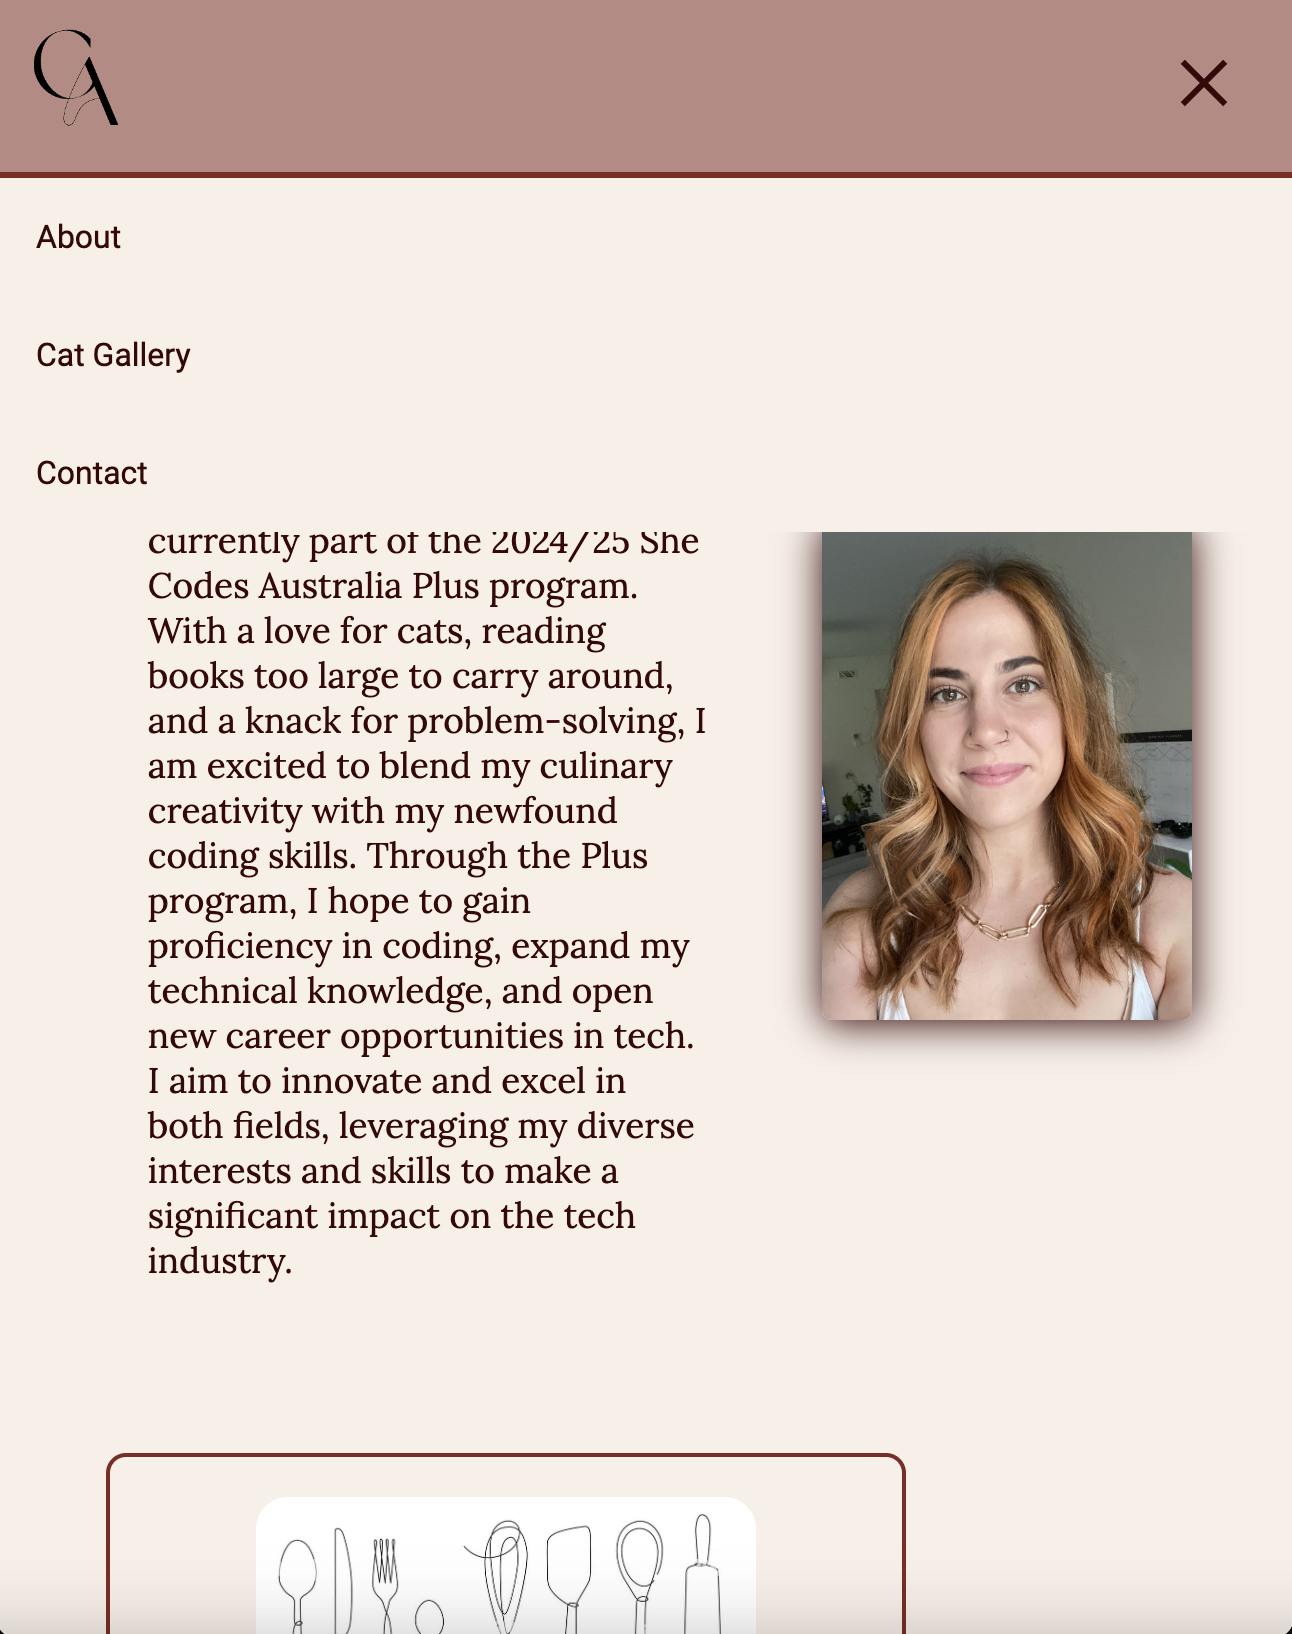 CA
About
Cat Gallery
Contact
currently part of the 2024/25 She
Codes Australia Plus program.
With a love for cats, reading
books too large to carry around,
and a knack for problem-solving, I
am excited to blend my culinary
creativity with my newfound
coding skills. Through the Plus
program, I hope to gain
proficiency in coding, expand my
technical knowledge, and open
new career opportunities in tech.
I aim to innovate and excel in
both fields, leveraging my diverse
interests and skills to make a
significant impact on the tech
industry.